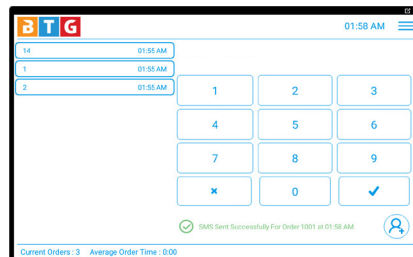 BTG
01:58 AM
14 01:55 AM
1 01:55 AM
2 01:55 AM
1 2 3
4 5 6
7 8 9
0
SMS Sent Successfully For Order 1001 at 01:58 AM
Current Orders : 3 Average Order Time : 0:00